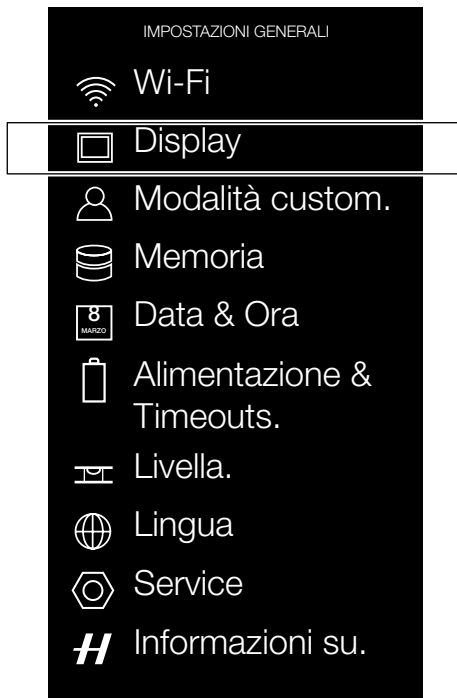 IMPOSTAZIONI GENERALI
Wi-Fi
Display
Modalità custom.
Memoria
8
MARZO
Data & Ora
Alimentazione &
Timeouts.
Livella.
Lingua
Service
H Informazioni su.